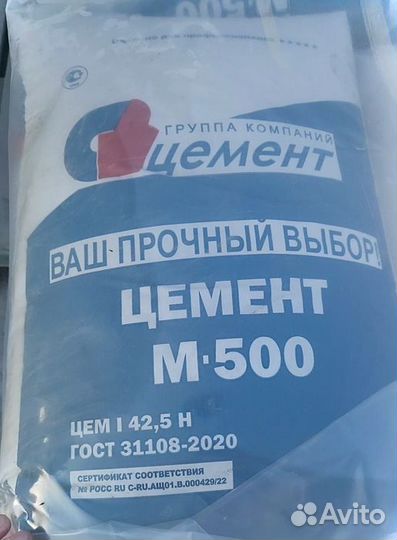 М-500
ГРУППА КОМПАНИЙ
цемент
ВАШ ПРОЧНЫЙ ВЫБОР!
ЦЕМЕНТ
М·500
ЦЕМ I 42,5 Н
ГОСТ 31108-2020
СЕРТИФИКАТ СООТВЕТСТВИЯ
№ РОСС RU C-RU.АЩ01.В.000429/22
Avito